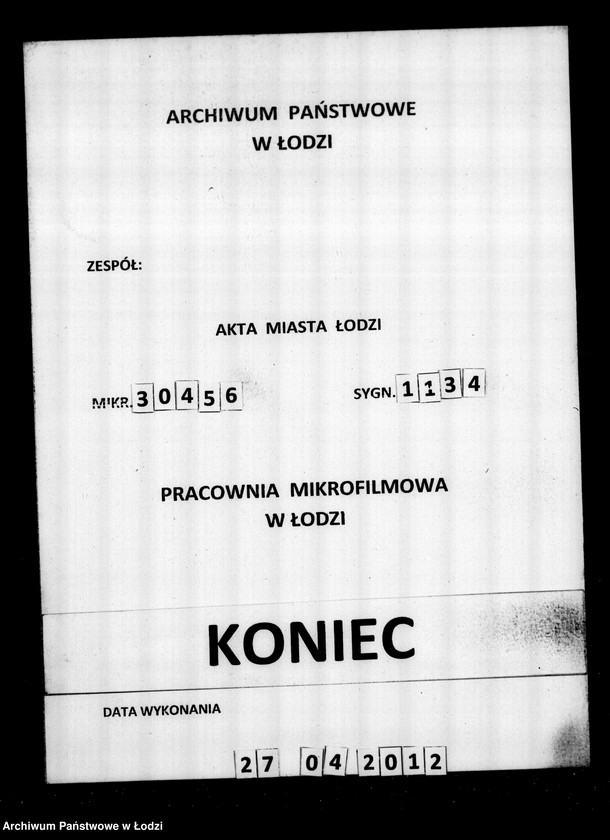 ARCHIWUM PAŃSTWOWE
W ŁODZI
ZESPÓŁ:
AKTA MIASTA ŁODZI
MIKR. 30456 SYGN. 1134
PRACOWNIA MIKROFILMOWA
W ŁODZI
KONIEC
DATA WYKONANIA
27 04 2012
Archiwum Państwowe w Łodzi